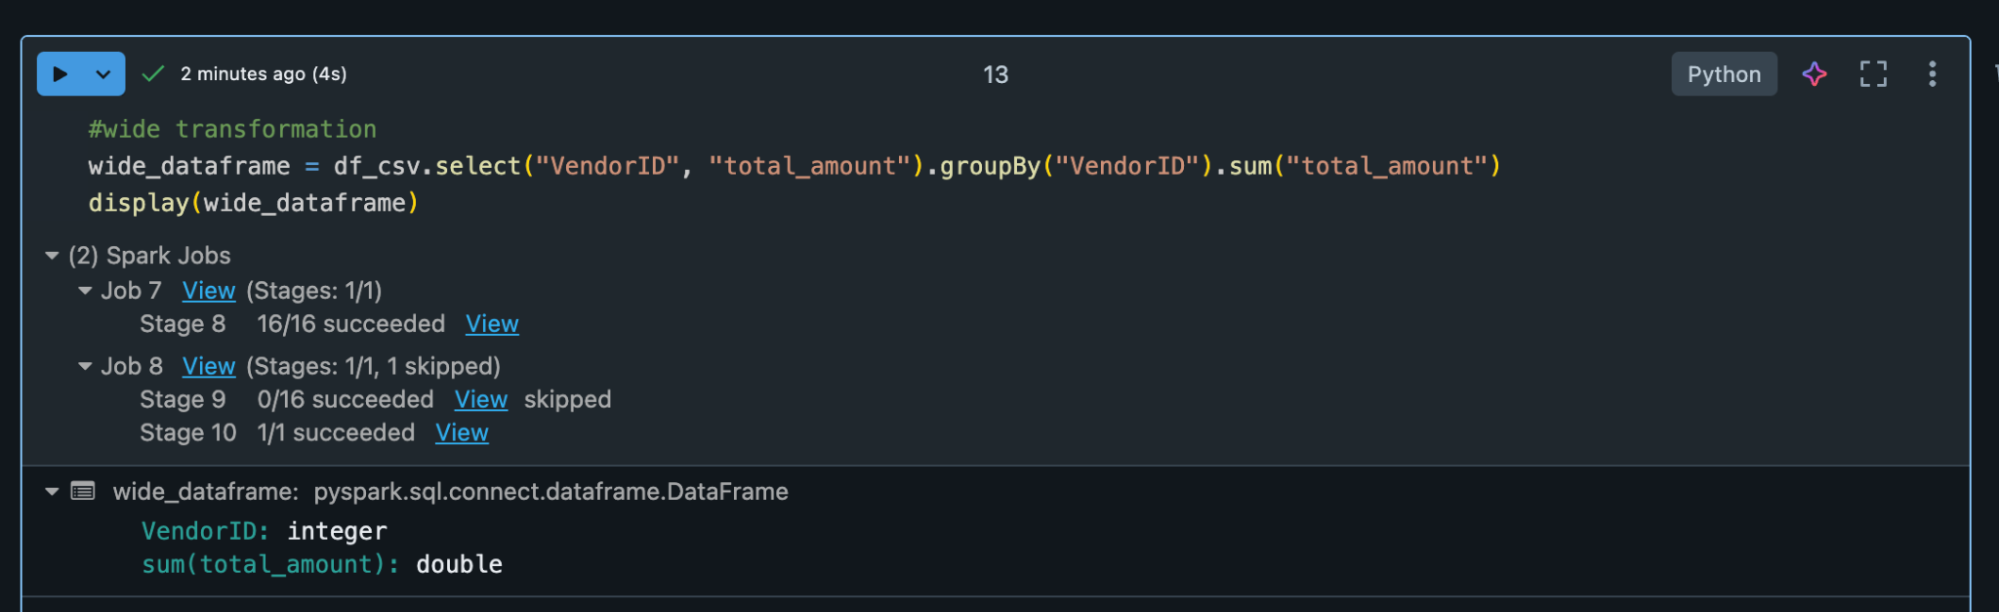 2 minutes ago (4s)
13
Python
#wide transformation
wide_dataframe = df_csv.select("VendorID", "total_amount").groupBy("VendorID").sum("total_amount")
display(wide_dataframe)
(2) Spark Jobs
Job 7 View (Stages: 1/1)
Stage 8 16/16 succeeded View
Job 8 View (Stages: 1/1, 1 skipped)
Stage 9 0/16 succeeded View skipped
Stage 10 1/1 succeeded View
wide_dataframe: pyspark.sql.connect.dataframe.DataFrame
VendorID: integer
sum(total_amount): double